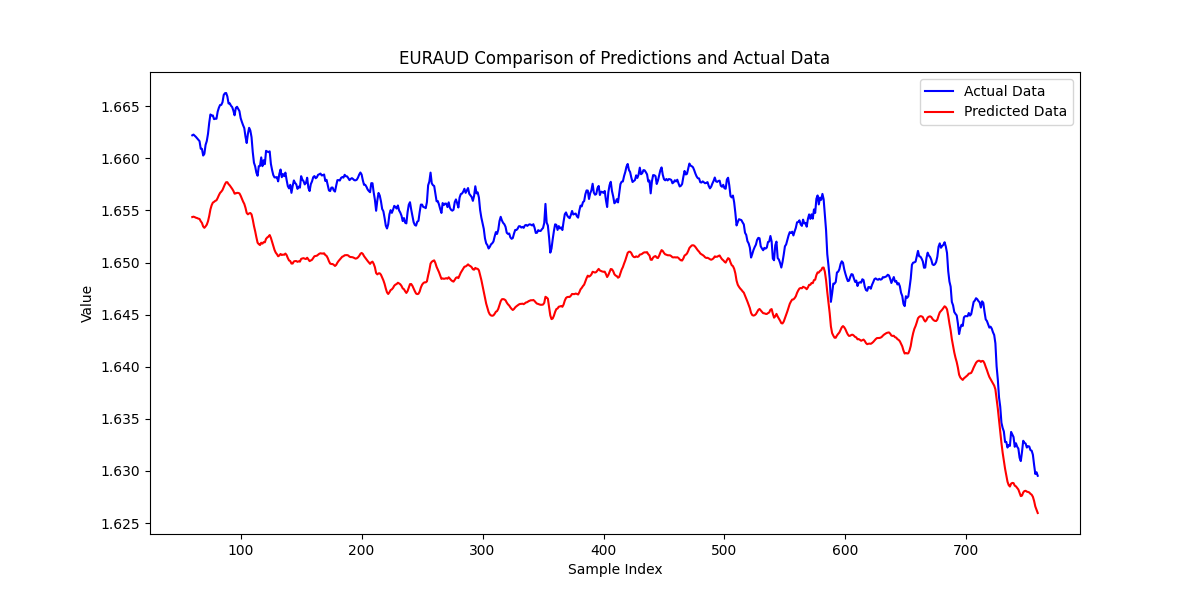 EURAUD Comparison of Predictions and Actual Data
Actual Data
Predicted Data
Value
1.665
1.660
1.655
1.650
1.645
1.640
1.635
1.630
1.625
100 200 300 400 500 600 700
Sample Index